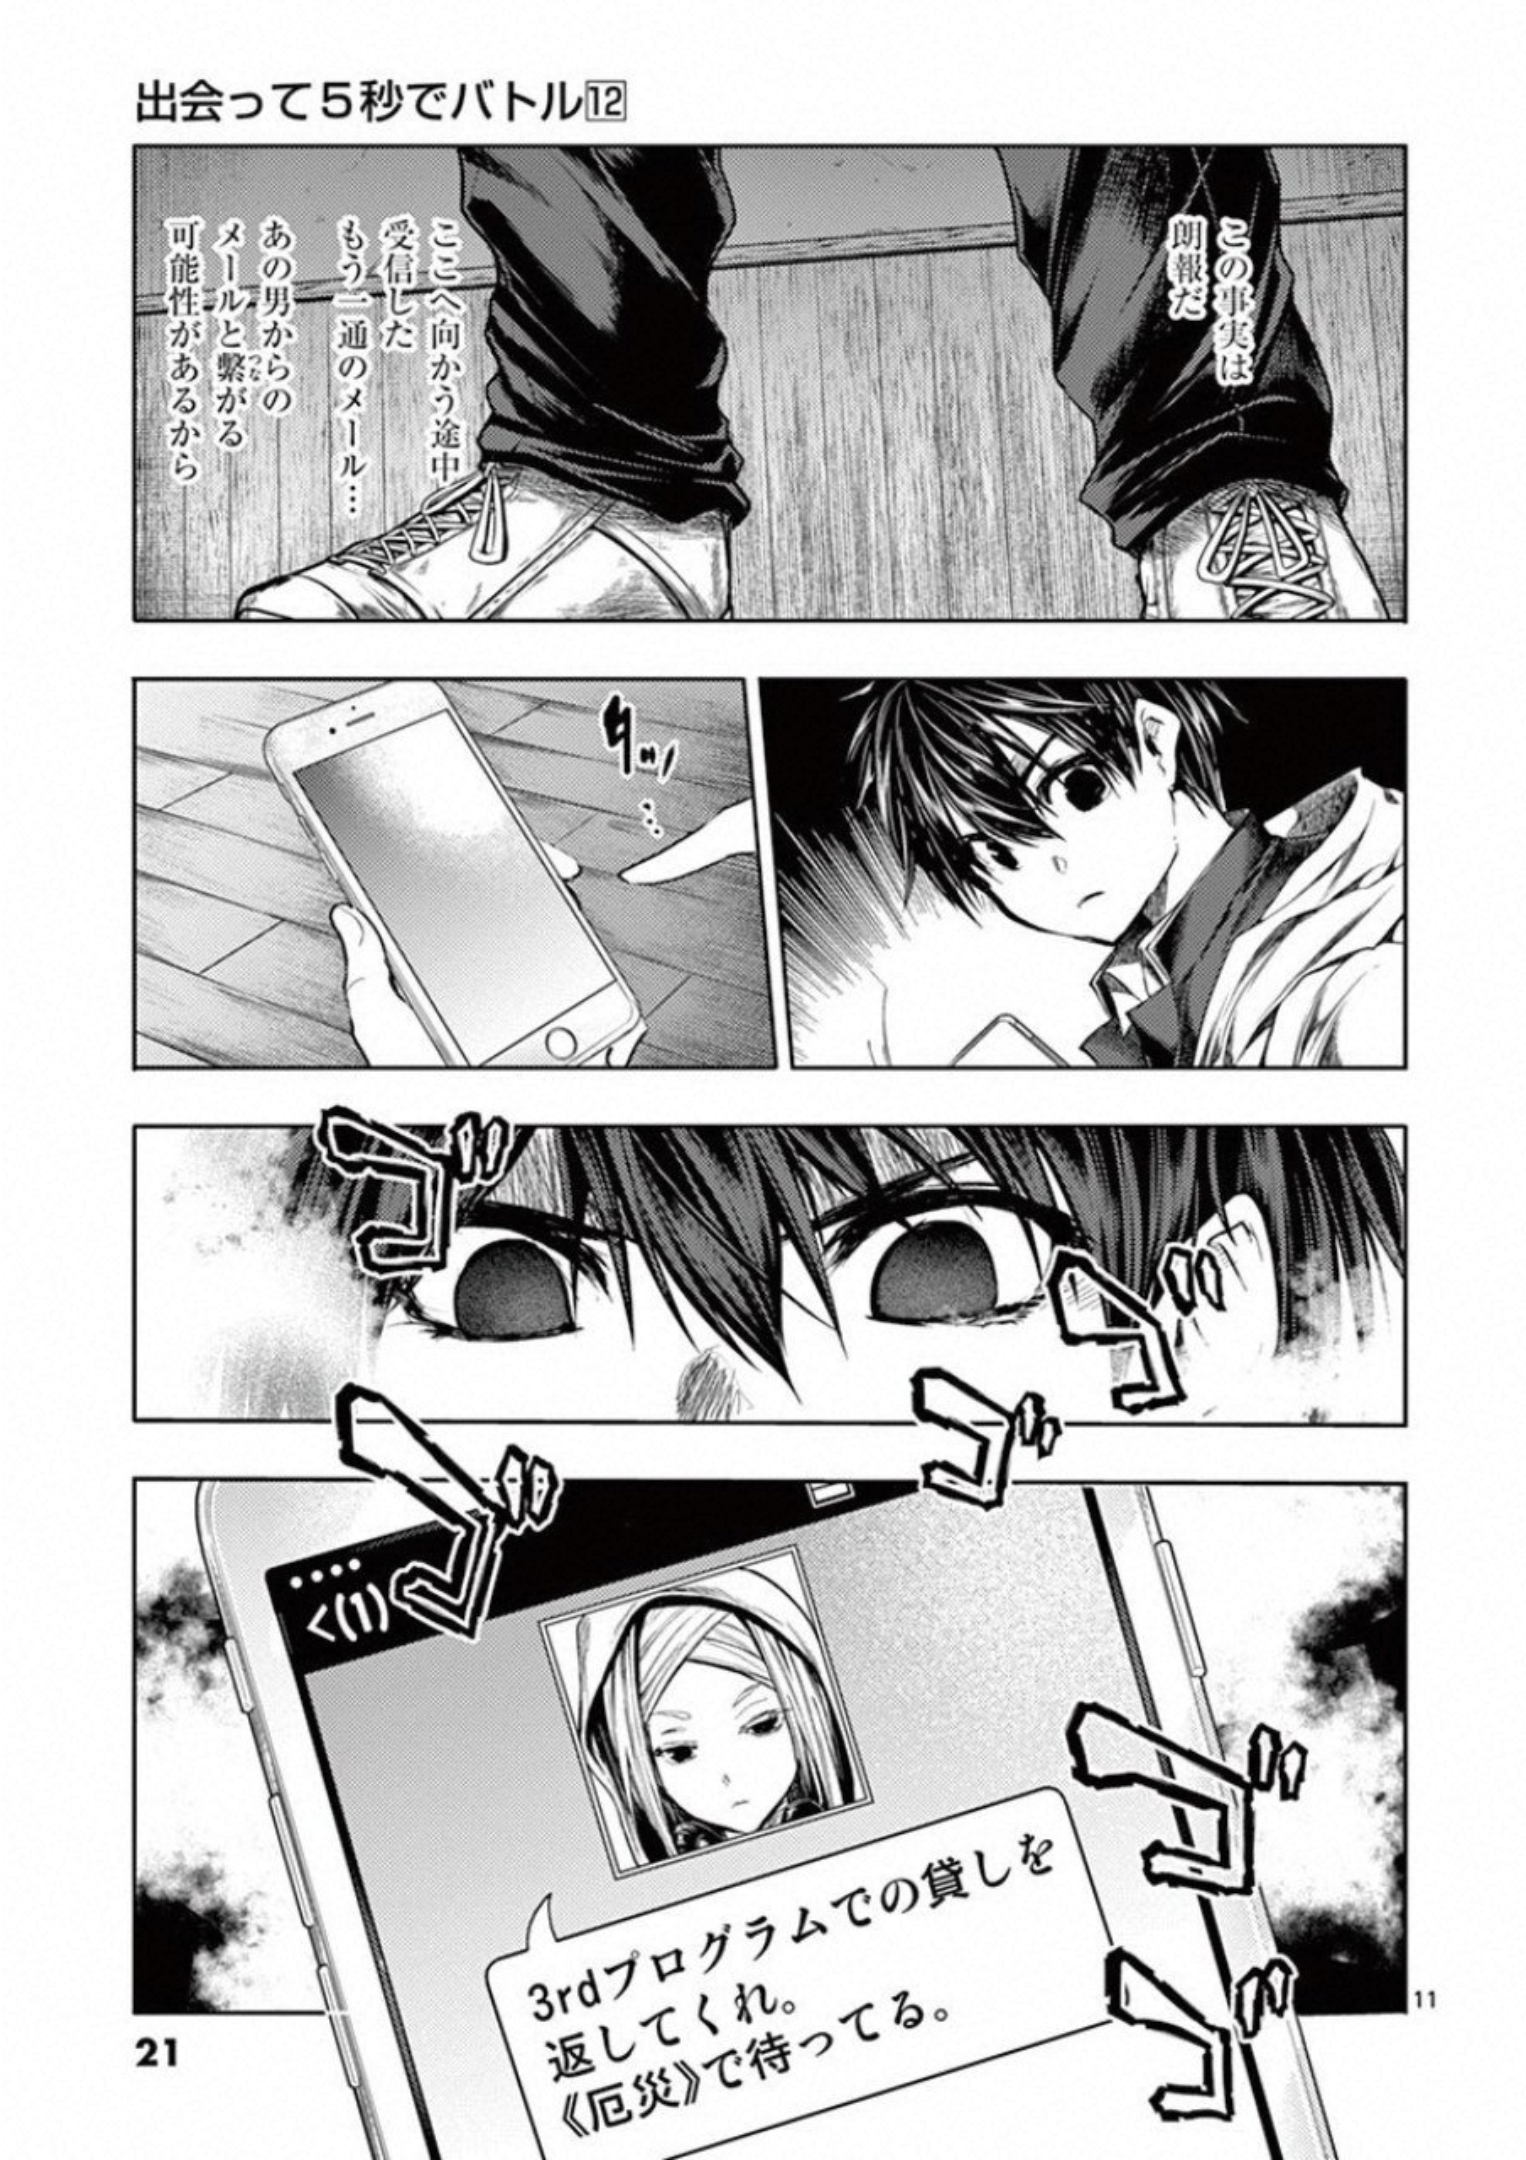 出会って5秒でバトル12
この事実は
朗報だ
ここへ向かう途中
受信した
もう一通のメール…
あの男からの
メールと繫がる
つな
可能性があるから
タッ
…
ゴ
ゴ
ゴ
ゴ
<(1)
ゴ
ゴ
3rdプログラムでの貸しを
返してくれ。
《厄災》で待ってる。
11
21